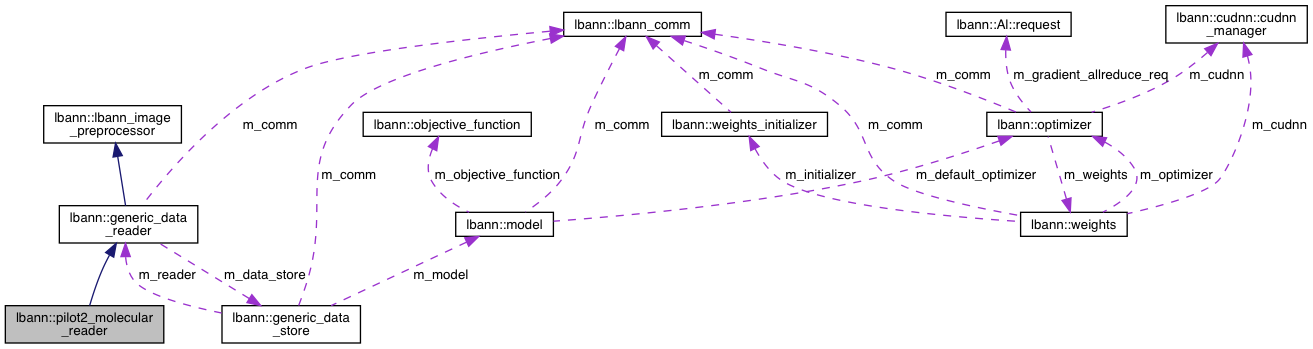 lbann::lbann_comm
lbann::Al::request
lbann::cudnn::cudnn
_manager
m_comm
m_comm
m_gradient_allreduce_req
m_cudnn
lbann::lbann_image
_preprocessor
m_comm
lbann::objective_function
m_comm
lbann::weights_initializer
m_comm
lbann::optimizer
m_cudnn
m_comm
m_objective_function
m_initializer
m_default_optimizer
m_weights
m_optimizer
lbann::generic_data
_reader
lbann::model
lbann::weights
m_reader
m_data_store
m_model
lbann::pilot2_molecular
_reader
lbann::generic_data
_store